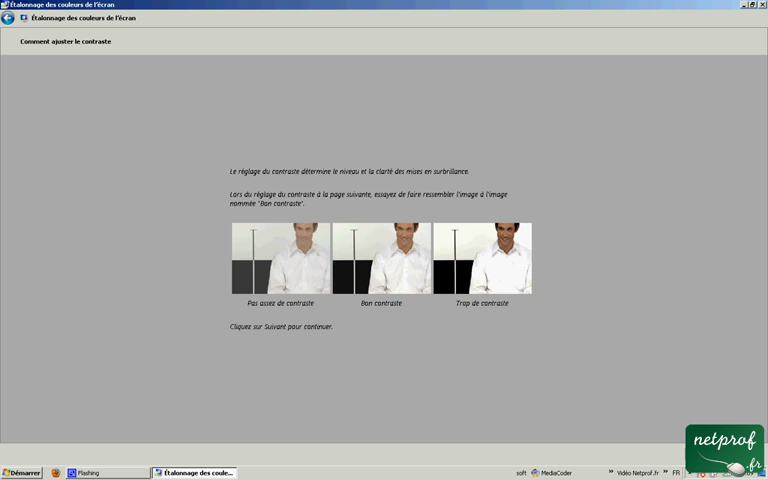 Étalonnage des couleurs de l'écran
Étalonnage des couleurs de l'écran
Comment ajuster le contraste
Le réglage du contraste détermine le niveau et la clarté des mises en surbrillance.
Lors du réglage du contraste à la page suivante, essayez de faire ressembler l'image à l'image
nommée "Bon contraste".
Pas assez de contraste
Bon contraste
Trop de contraste
Cliquez sur Suivant pour continuer.
netprof
.fr
Démarrer
Flashing
Étalonnage des coule...
soft
MediaCoder
» Vidéo Netprof.fr
» FR